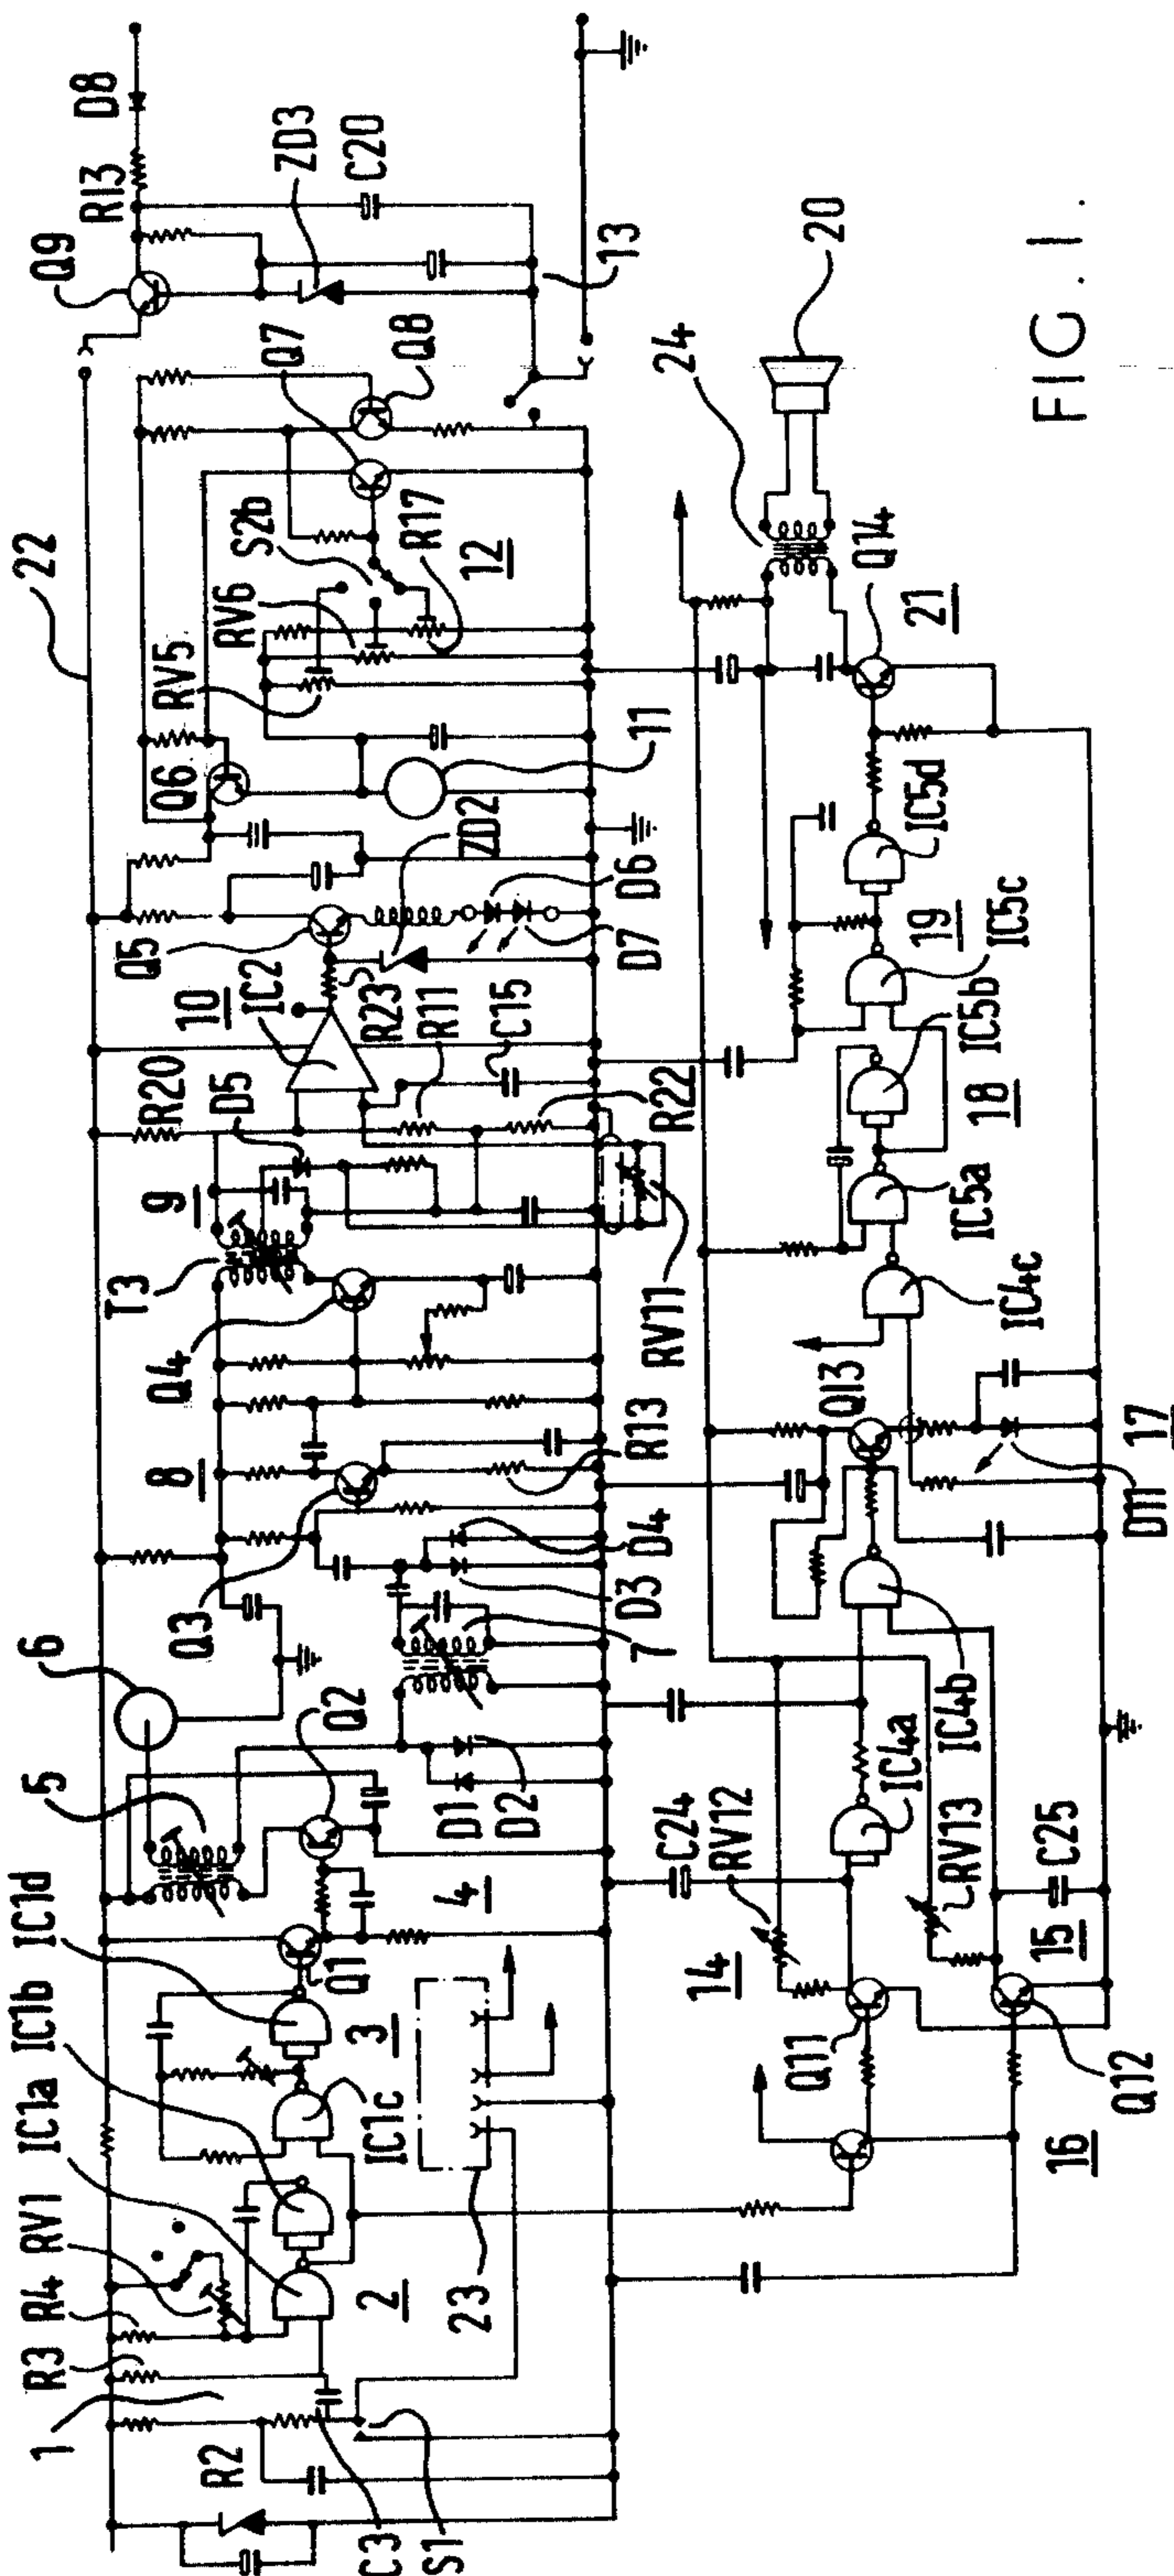 22
R13
D8
Q9
ZD3
C20
13
Q7
Q8
S2b
R17
12
RV6
RV5
Q6
11
ZD2
D6
D7
Q5
10
IC2
R23
R11
C15
R20
D5
R22
9
T3
RV11
Q4
8
R13
Q3
D4
D3
7
6
Q2
5
D1
D2
4
IC1d
Q1
IC1b
3
IC1a
IC1c
RV1
23
R4
2
R3
1
R2
C3
S1
20
24
Q14
21
IC5d
19
IC5c
IC5b
18
IC5a
IC4c
Q13
17
D11
IC4b
IC4a
C24
RV12
RV13
C25
15
14
Q11
Q12
16
FIG. 1.